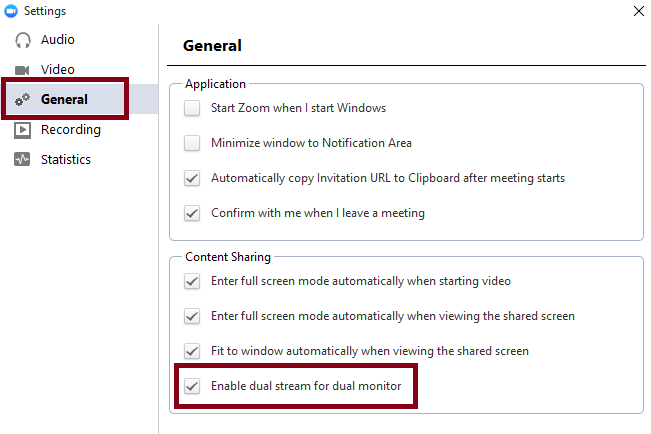 Settings
Audio
Video
General
Recording
Statistics
General
Application
Start Zoom when I start Windows
Minimize window to Notification Area
Automatically copy Invitation URL to Clipboard after meeting starts
Confirm with me when I leave a meeting
Content Sharing
Enter full screen mode automatically when starting video
Enter full screen mode automatically when viewing the shared screen
Fit to window automatically when viewing the shared screen
Enable dual stream for dual monitor